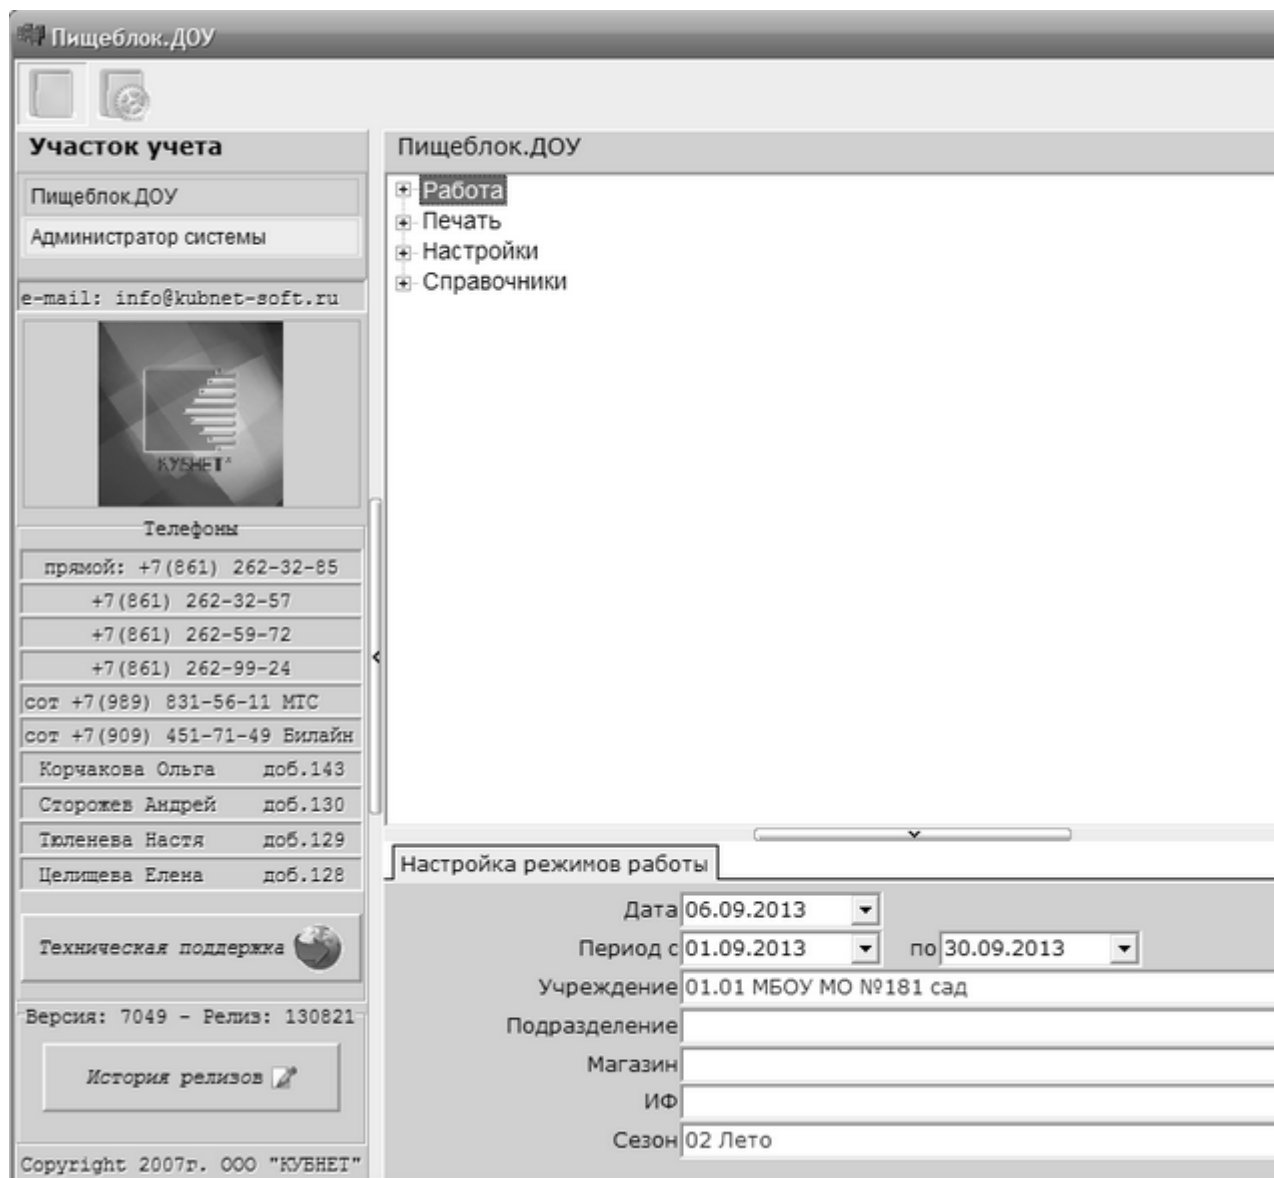 Пищеблок.ДОУ
Участок учета
Пищеблок.ДОУ
Администратор системы
e-mail: info@kubnet-soft.ru
КУБНЕТ
Телефоны
прямой: +7(861) 262-32-85
+7(861) 262-32-57
+7(861) 262-59-72
+7(861) 262-99-24
сот +7(989) 831-56-11 МТС
сот +7(909) 451-71-49 Билайн
Корчакова Ольга доб.143
Сторожев Андрей доб.130
Тюленева Настя доб.129
Целищева Елена доб.128
Техническая поддержка
Версия: 7049 - Релиз: 130821
История релизов
Copyright 2007г. ООО "КУБНЕТ"
Пищеблок.ДОУ
Работа
Печать
Настройки
Справочники
Настройка режимов работы
Дата 06.09.2013
Период с 01.09.2013 по 30.09.2013
Учреждение 01.01 МБОУ МО №181 сад
Подразделение
Магазин
ИФ
Сезон 02 Лето